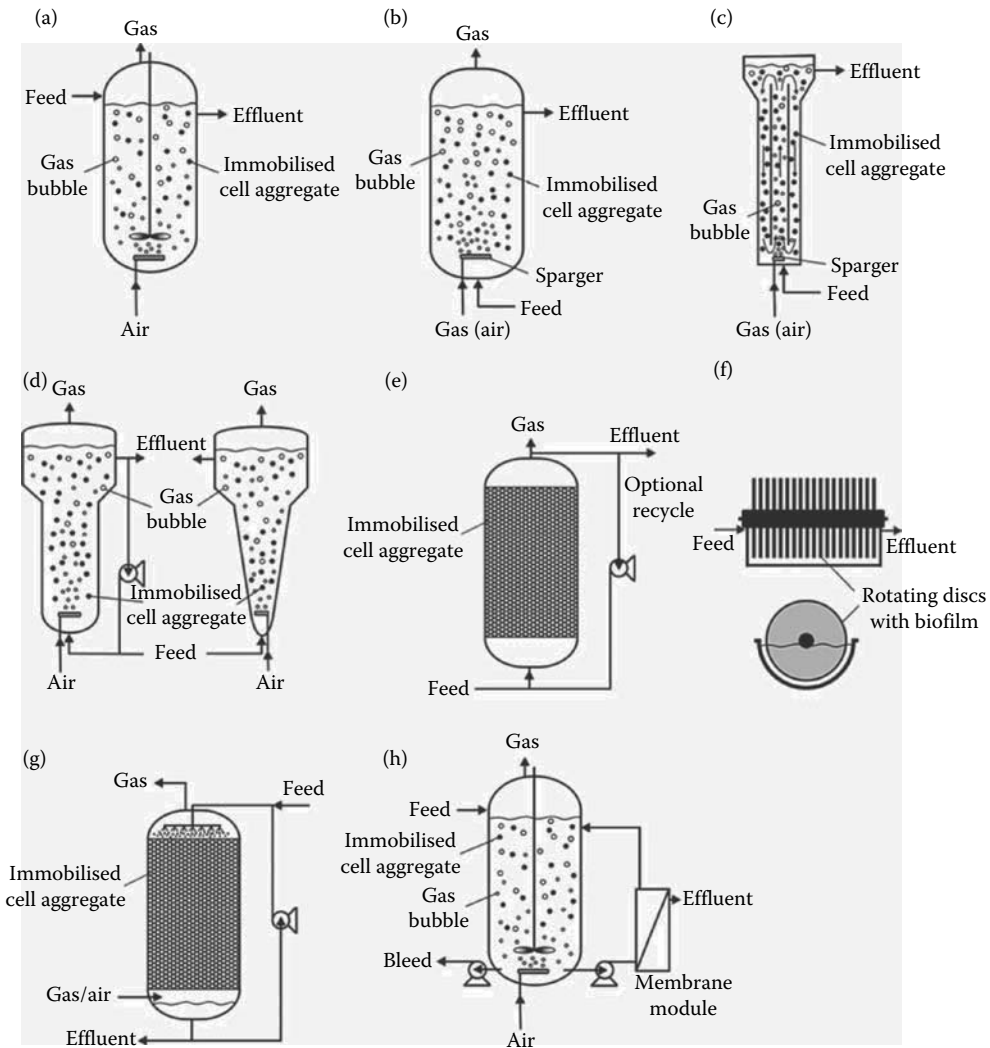 (a)
Gas
Feed
Effluent
Gas
bubble
Immobilised
cell aggregate
Air
(b)
Gas
Effluent
Gas
bubble
Immobilised
cell aggregate
Sparger
Feed
Gas (air)
(c)
Effluent
Immobilised
cell aggregate
Gas
bubble
Sparger
Feed
Gas (air)
(d)
Gas
Gas
Effluent
Gas
bubble
Immobilised
cell aggregate
Feed
Air
Air
(e)
Gas
Effluent
Optional
recycle
Immobilised
cell aggregate
Feed
(f)
Feed
Effluent
Rotating discs
with biofilm
(g)
Gas
Feed
Immobilised
cell aggregate
Gas/air
Effluent
(h)
Gas
Feed
Immobilised
cell aggregate
Gas
bubble
Effluent
Bleed
Membrane
module
Air